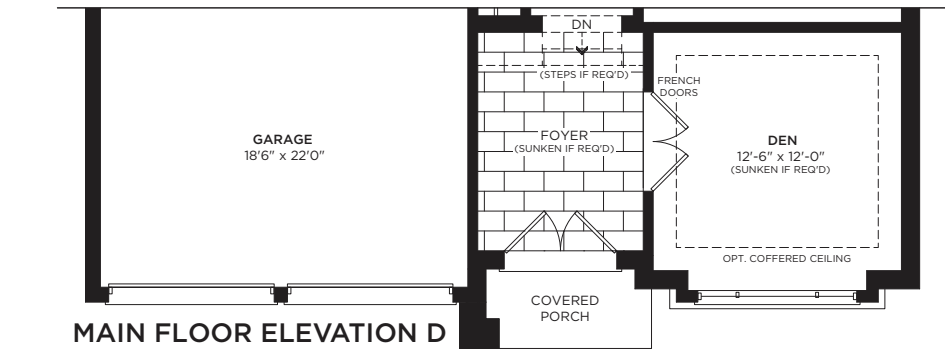 DN
(STEPS IF REQ'D)
FRENCH
DOORS
GARAGE
18'6" x 22'0"
FOYER
(SUNKEN IF REQ'D)
DEN
12'-6" x 12'-0"
(SUNKEN IF REQ'D)
OPT. COFFERED CEILING
COVERED
PORCH
MAIN FLOOR ELEVATION D